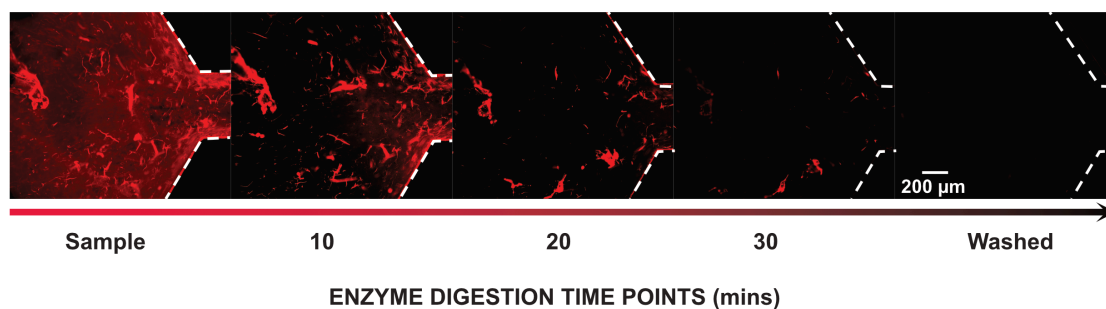 200 µm
Sample 10 20 30 Washed
ENZYME DIGESTION TIME POINTS (mins)